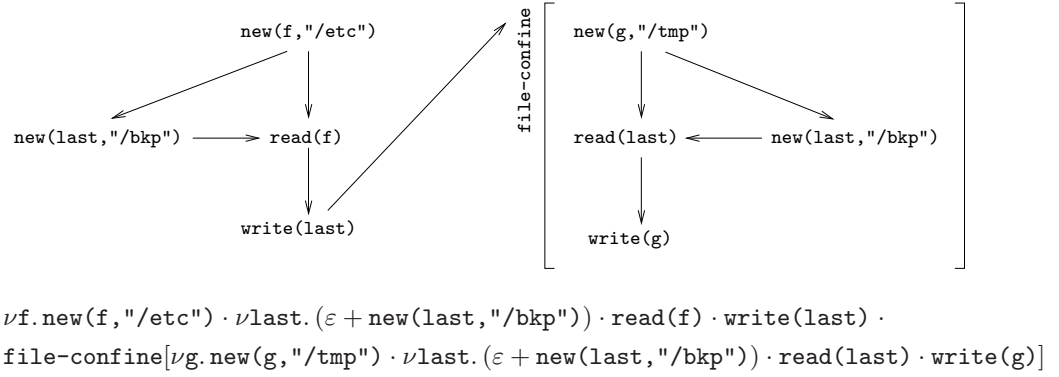 new(f,"/etc")
new(last,"/bkp")
read(f)
write(last)
file-confine
new(g,"/tmp")
read(last)
new(last,"/bkp")
write(g)
νf. new(f,"/etc") · νlast. (ε + new(last,"/bkp")) · read(f) · write(last) ·
file-confine[νg. new(g,"/tmp") · νlast. (ε + new(last,"/bkp")) · read(last) · write(g)]